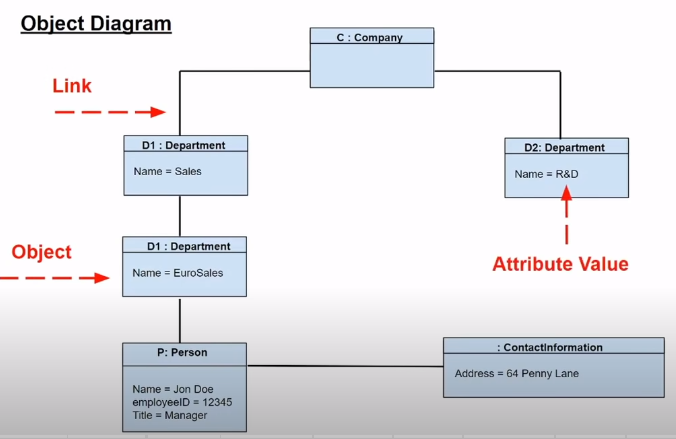 Object Diagram
C : Company
Link
D1 : Department
Name = Sales
D2: Department
Name = R&D
Object
D1 : Department
Name = EuroSales
Attribute Value
P: Person
Name = Jon Doe
employeeID = 12345
Title = Manager
: ContactInformation
Address = 64 Penny Lane